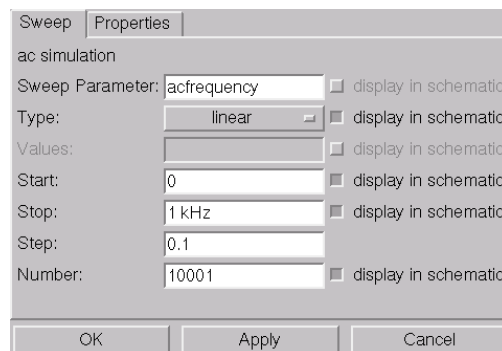 Sweep Properties
ac simulation
Sweep Parameter: acfrequency display in schematic
Type: linear display in schematic
Values: display in schematic
Start: 0 display in schematic
Stop: 1 kHz display in schematic
Step: 0.1
Number: 10001 display in schematic
OK Apply Cancel